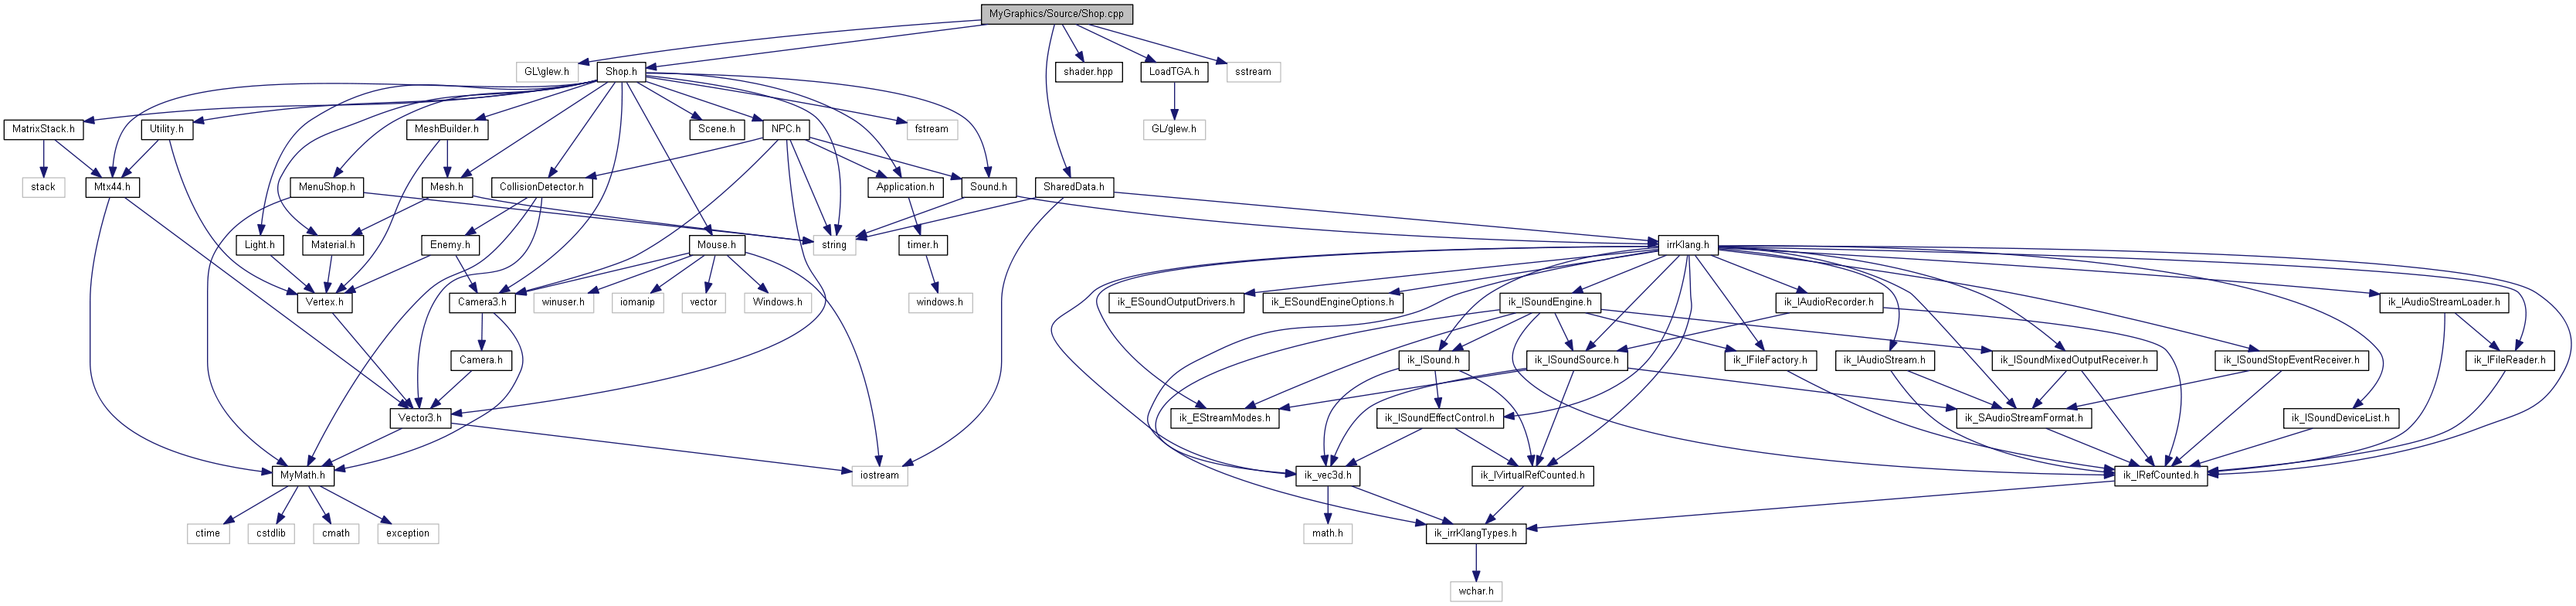 MyGraphics/Source/Shop.cpp
GL\glew.h
Shop.h
shader.hpp
LoadTGA.h
sstream
MatrixStack.h
Utility.h
MeshBuilder.h
Scene.h
NPC.h
fstream
GL/glew.h
stack
Mtx44.h
MenuShop.h
Mesh.h
CollisionDetector.h
Application.h
Sound.h
SharedData.h
Light.h
Material.h
Enemy.h
Mouse.h
string
timer.h
irrKlang.h
Vertex.h
Camera3.h
winuser.h
iomanip
vector
Windows.h
windows.h
ik_ESoundOutputDrivers.h
ik_ESoundEngineOptions.h
ik_ISoundEngine.h
ik_IAudioRecorder.h
ik_IAudioStreamLoader.h
Camera.h
ik_ISound.h
ik_ISoundSource.h
ik_IFileFactory.h
ik_IAudioStream.h
ik_ISoundMixedOutputReceiver.h
ik_ISoundStopEventReceiver.h
ik_IFileReader.h
Vector3.h
ik_EStreamModes.h
ik_ISoundEffectControl.h
ik_SAudioStreamFormat.h
ik_ISoundDeviceList.h
MyMath.h
iostream
ik_vec3d.h
ik_IVirtualRefCounted.h
ik_IRefCounted.h
ctime
cstdlib
cmath
exception
math.h
ik_irrKlangTypes.h
wchar.h